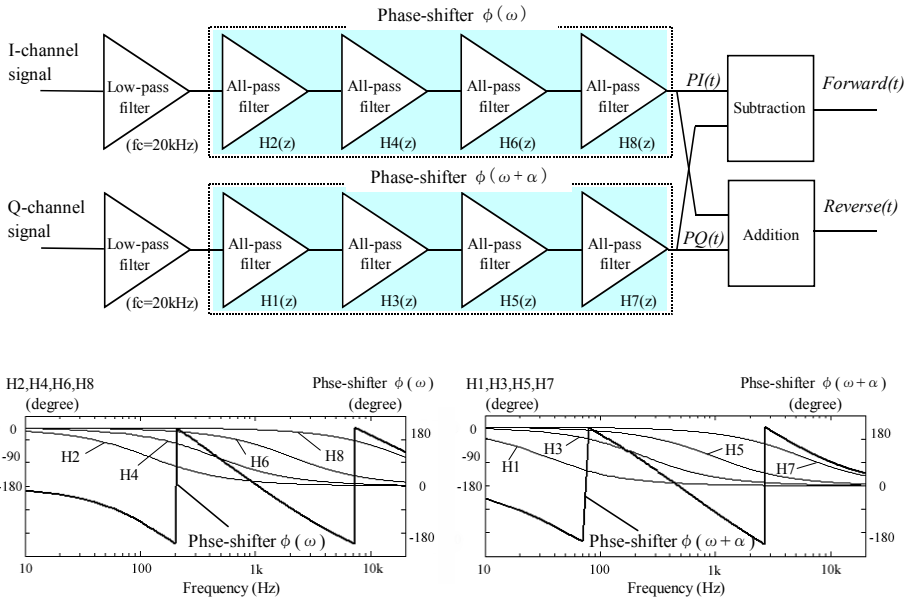 Phase-shifter ϕ(ω)
I-channel
signal
Low-pass
filter
(fc=20kHz)
All-pass
filter
H2(z)
All-pass
filter
H4(z)
All-pass
filter
H6(z)
All-pass
filter
H8(z)
PI(t)
Subtraction
Forward(t)
Phase-shifter ϕ(ω+α)
Q-channel
signal
Low-pass
filter
(fc=20kHz)
All-pass
filter
H1(z)
All-pass
filter
H3(z)
All-pass
filter
H5(z)
All-pass
filter
H7(z)
PQ(t)
Addition
Reverse(t)
H2,H4,H6,H8
(degree)
Phse-shifter ϕ(ω)
(degree)
0
-90
-180
180
0
-180
H2
H4
H6
H8
Phse-shifter ϕ(ω)
10 100 1k 10k
Frequency (Hz)
H1,H3,H5,H7
(degree)
Phse-shifter ϕ(ω+α)
(degree)
0
-90
-180
180
0
-180
H1
H3
H5
H7
Phse-shifter ϕ(ω+α)
10 100 1k 10k
Frequency (Hz)